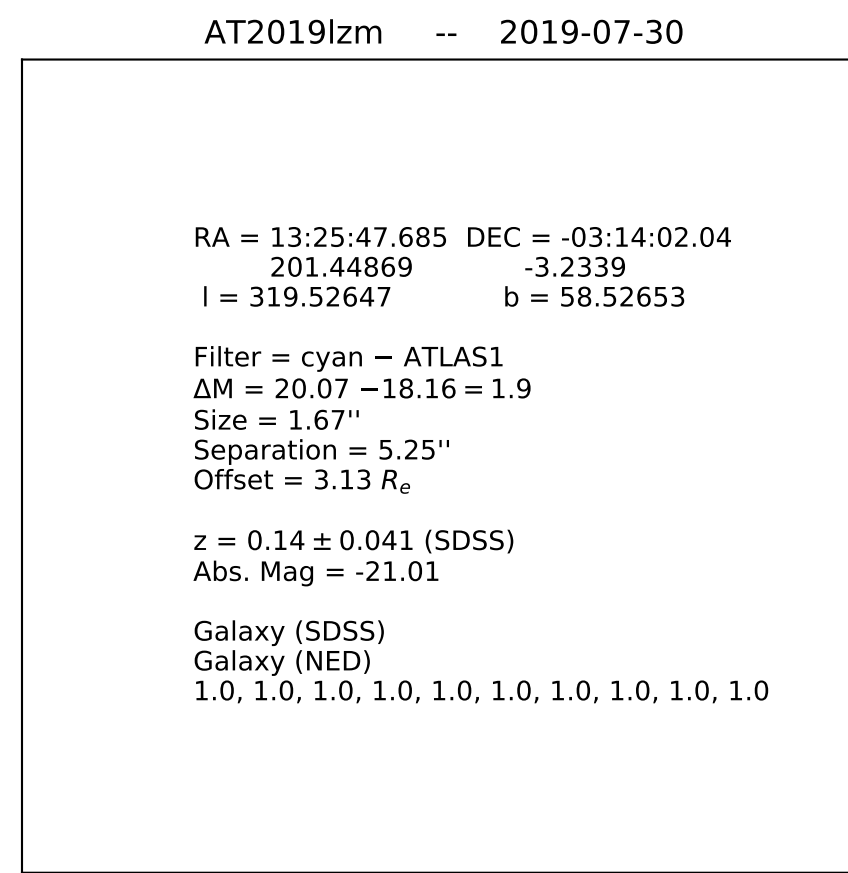 AT2019lzm -- 2019-07-30
RA = 13:25:47.685 DEC = -03:14:02.04
201.44869 -3.2339
l = 319.52647 b = 58.52653
Filter = cyan − ATLAS1
ΔM = 20.07 −18.16 = 1.9
Size = 1.67''
Separation = 5.25''
Offset = 3.13 Re
z = 0.14 ± 0.041 (SDSS)
Abs. Mag = -21.01
Galaxy (SDSS)
Galaxy (NED)
1.0, 1.0, 1.0, 1.0, 1.0, 1.0, 1.0, 1.0, 1.0, 1.0